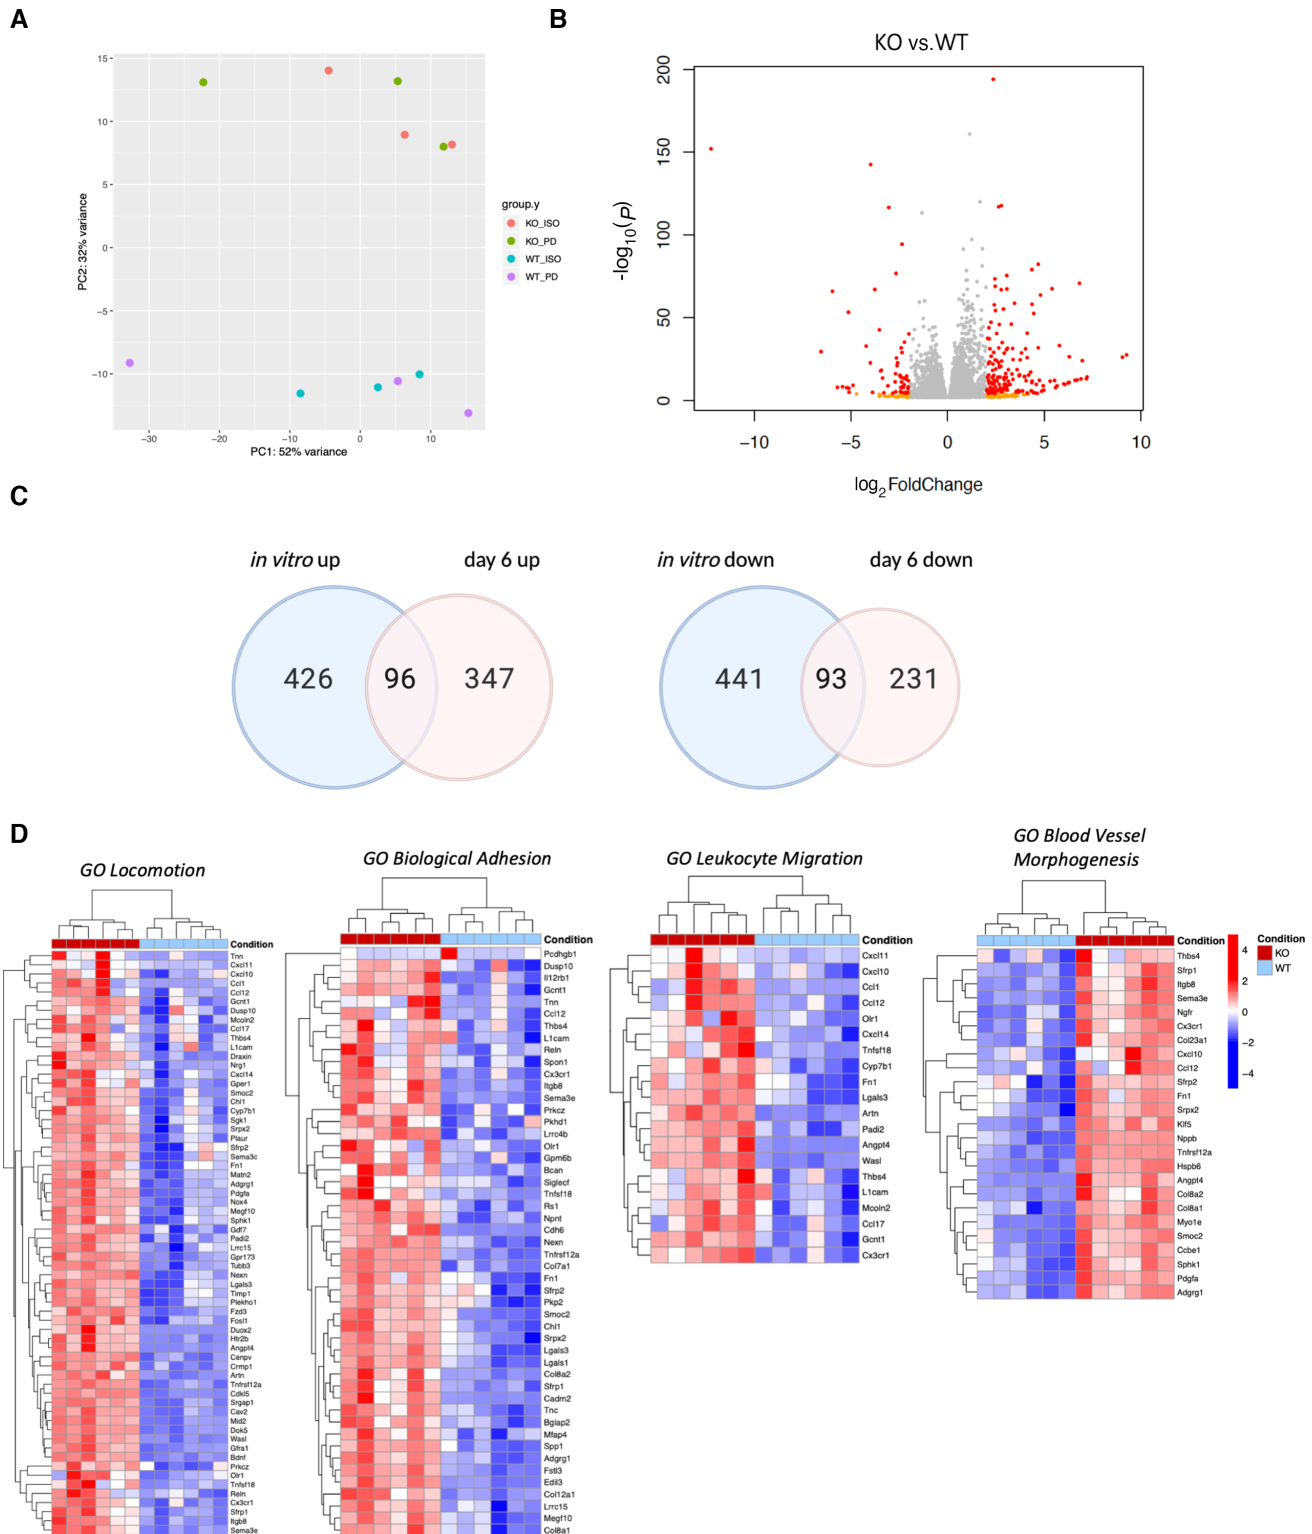 A
15
10
5
0
−5
−10
−30
−20
−10
0
10
PC2: 32% variance
PC1: 52% variance
group.y
KO_ISO
KO_PD
WT_ISO
WT_PD
B
KO vs.WT
200
150
100
50
0
-log10(P)
−10
−5
0
5
10
log2FoldChange
C
in vitro up
day 6 up
426
96
347
in vitro down
day 6 down
441
93
231
D
GO Locomotion
Condition
Tnn
Cxcl11
Cxcl10
Ccl1
Ccl12
Gcnt1
Dusp10
Mcoln2
Ccl17
Thbs4
L1cam
Draxin
Nrg1
Cxcl14
Gper1
Smoc2
Chl1
Cyp7b1
Sgk1
Srpx2
Plaur
Sfrp2
Sema3c
Fn1
Matn2
Adgrg1
Pdgfa
Nox4
Megf10
Sphk1
Gdf7
Padi2
Lrrc15
Gpr173
Tubb3
Nexn
Lgals3
Timp1
Plekho1
Fzd3
Fosl1
Duox2
Htr2b
Angpt4
Cenpv
Crmp1
Artn
Tnfrsf12a
Cdkl5
Srgap1
Cav2
Mid2
Dok5
Wasl
Gfra1
Bdnf
Prkcz
Olr1
Tnfsf18
Reln
Cx3cr1
Sfrp1
Itgb8
Sema3e
GO Biological Adhesion
Condition
Pcdhgb1
Dusp10
Il12rb1
Gcnt1
Tnn
Ccl12
Thbs4
L1cam
Reln
Spon1
Cx3cr1
Itgb8
Sema3e
Prkcz
Pkhd1
Lrrc4b
Olr1
Gpm6b
Bcan
Siglecf
Tnfsf18
Rs1
Npnt
Cdh6
Nexn
Tnfrsf12a
Col7a1
Fn1
Sfrp2
Pkp2
Smoc2
Chl1
Srpx2
Lgals3
Lgals1
Col8a2
Sfrp1
Cadm2
Tnc
Bglap2
Mfap4
Spp1
Adgrg1
Fstl3
Edil3
Col12a1
Lrrc15
Megf10
Col8a1
GO Leukocyte Migration
Condition
Cxcl11
Cxcl10
Ccl1
Ccl12
Olr1
Cxcl14
Tnfsf18
Cyp7b1
Fn1
Lgals3
Artn
Padi2
Angpt4
Wasl
Thbs4
L1cam
Mcoln2
Ccl17
Gcnt1
Cx3cr1
GO Blood Vessel
Morphogenesis
Condition
Thbs4
Sfrp1
Itgb8
Sema3e
Ngfr
Cx3cr1
Col23a1
Cxcl10
Ccl12
Sfrp2
Fn1
Srpx2
Klf5
Nppb
Tnfrsf12a
Hspb6
Angpt4
Col8a2
Col8a1
Myo1e
Smoc2
Ccbe1
Sphk1
Pdgfa
Adgrg1
4
2
0
−2
−4
Condition
KO
WT